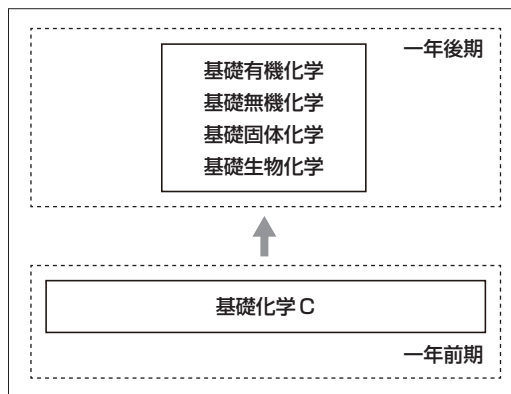 一年後期
基礎有機化学
基礎無機化学
基礎固体化学
基礎生物化学
基礎化学C
一年前期